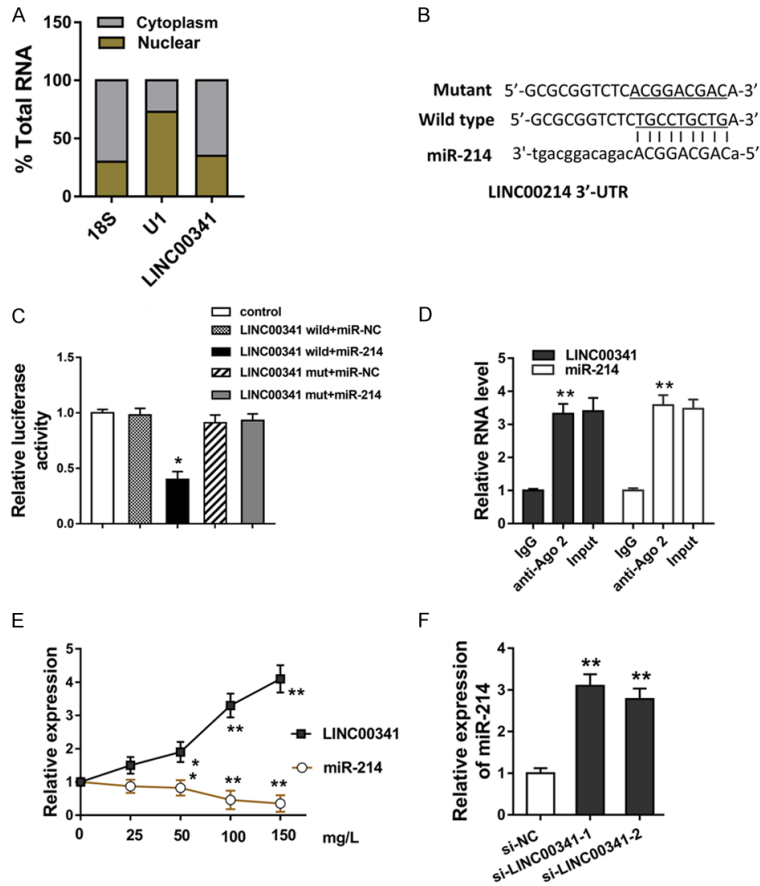 A
Cytoplasm
Nuclear
% Total RNA
150
100
50
0
18S
U1
LINC00341
B
Mutant 5′-GCGCGGTCTCACGGACGACA-3′
Wild type 5′-GCGCGGTCTCTGCCTGCTGA-3′
miR-214 3'-tgacggacagacACGGACGACa-5′
LINC00214 3′-UTR
C
control
LINC00341 wild+miR-NC
LINC00341 wild+miR-214
LINC00341 mut+miR-NC
LINC00341 mut+miR-214
Relative luciferase
activity
1.5
1.0
0.5
0.0
*
D
LINC00341
miR-214
Relative RNA level
5
4
3
2
1
0
**
**
IgG
anti-Ago 2
Input
IgG
anti-Ago 2
Input
E
Relative expression
5
4
3
2
1
0
**
**
*
*
**
**
LINC00341
miR-214
0 25 50 100 150 mg/L
F
Relative expression
of miR-214
4
3
2
1
0
**
**
si-NC
si-LINC00341-1
si-LINC00341-2